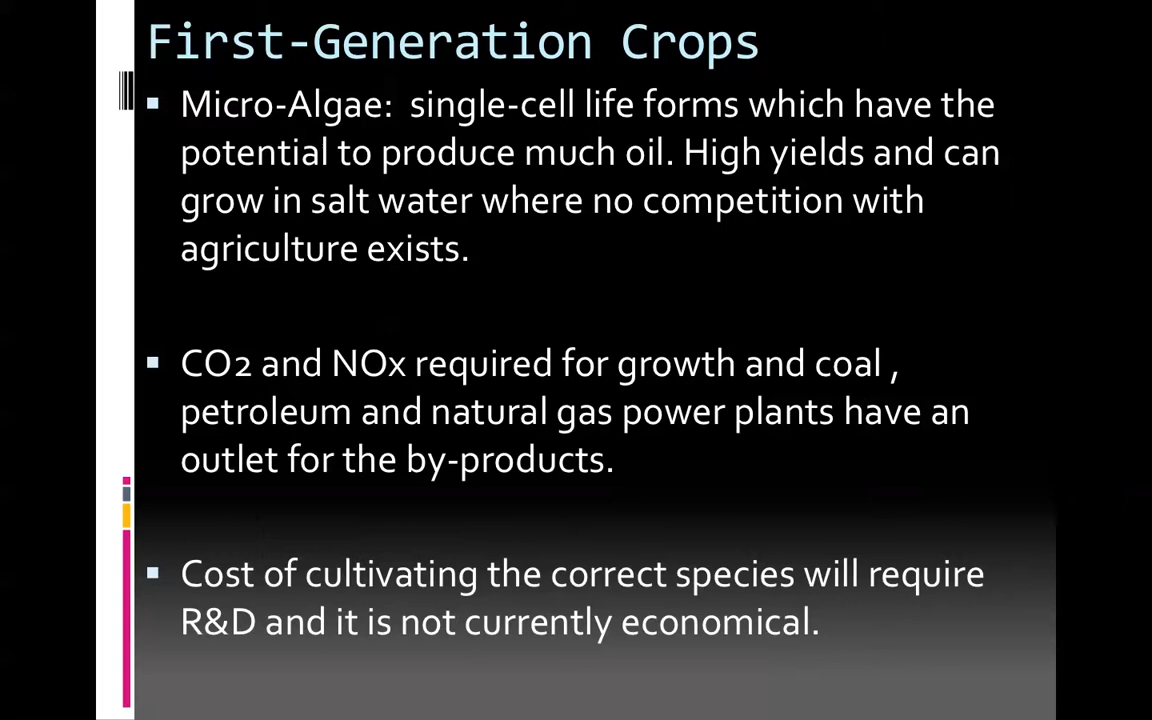 First-Generation Crops
▪ Micro-Algae:  single-cell life forms which have the
potential to produce much oil. High yields and can
grow in salt water where no competition with
agriculture exists.
▪ CO2 and NOx required for growth and coal ,
petroleum and natural gas power plants have an
outlet for the by-products.
▪ Cost of cultivating the correct species will require
R&D and it is not currently economical.